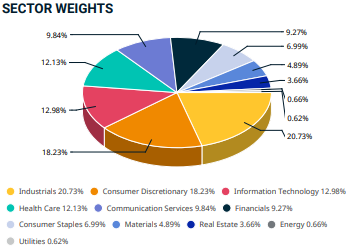 SECTOR WEIGHTS
9.84%
9.27%
6.99%
12.13%
4.89%
3.66%
12.98%
0.66%
0.62%
20.73%
18.23%
Industrials 20.73% Consumer Discretionary 18.23% Information Technology 12.98%
Health Care 12.13% Communication Services 9.84% Financials 9.27%
Consumer Staples 6.99% Materials 4.89% Real Estate 3.66% Energy 0.66%
Utilities 0.62%